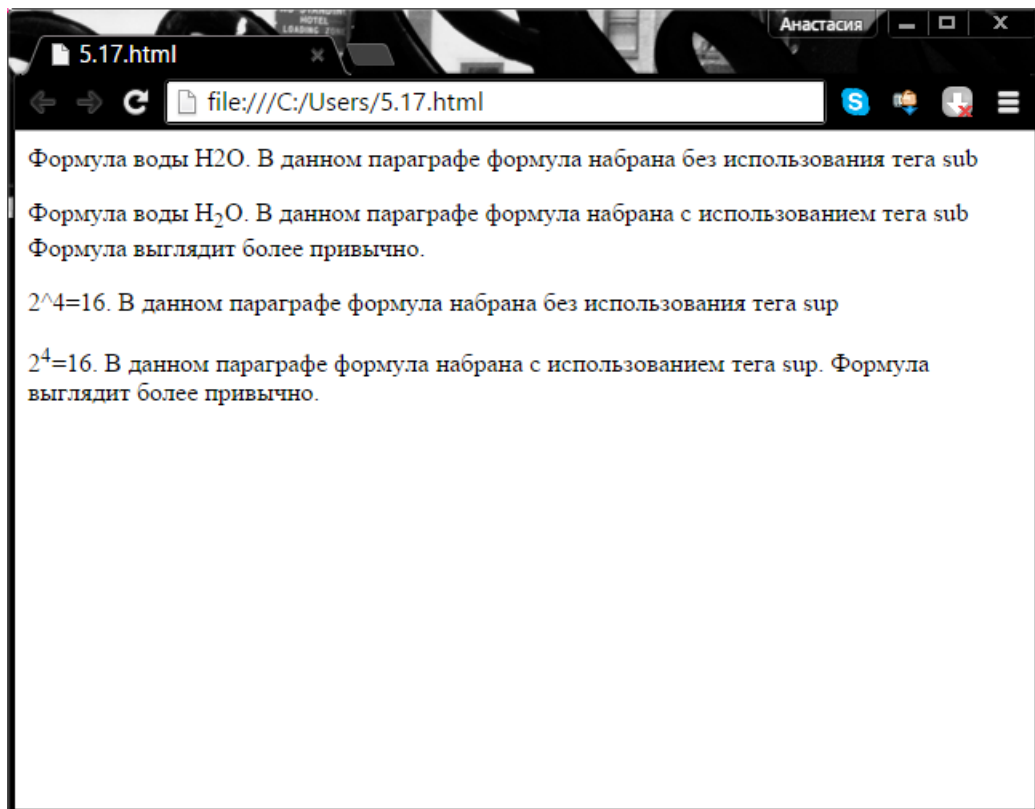 HOTEL
LOADING ZONE
Анастасия
5.17.html
file:///C:/Users/5.17.html
Формула воды H2O. В данном параграфе формула набрана без использования тега sub
Формула воды H₂O. В данном параграфе формула набрана с использованием тега sub
Формула выглядит более привычно.
2^4=16. В данном параграфе формула набрана без использования тега sup
2⁴=16. В данном параграфе формула набрана с использованием тега sup. Формула
выглядит более привычно.